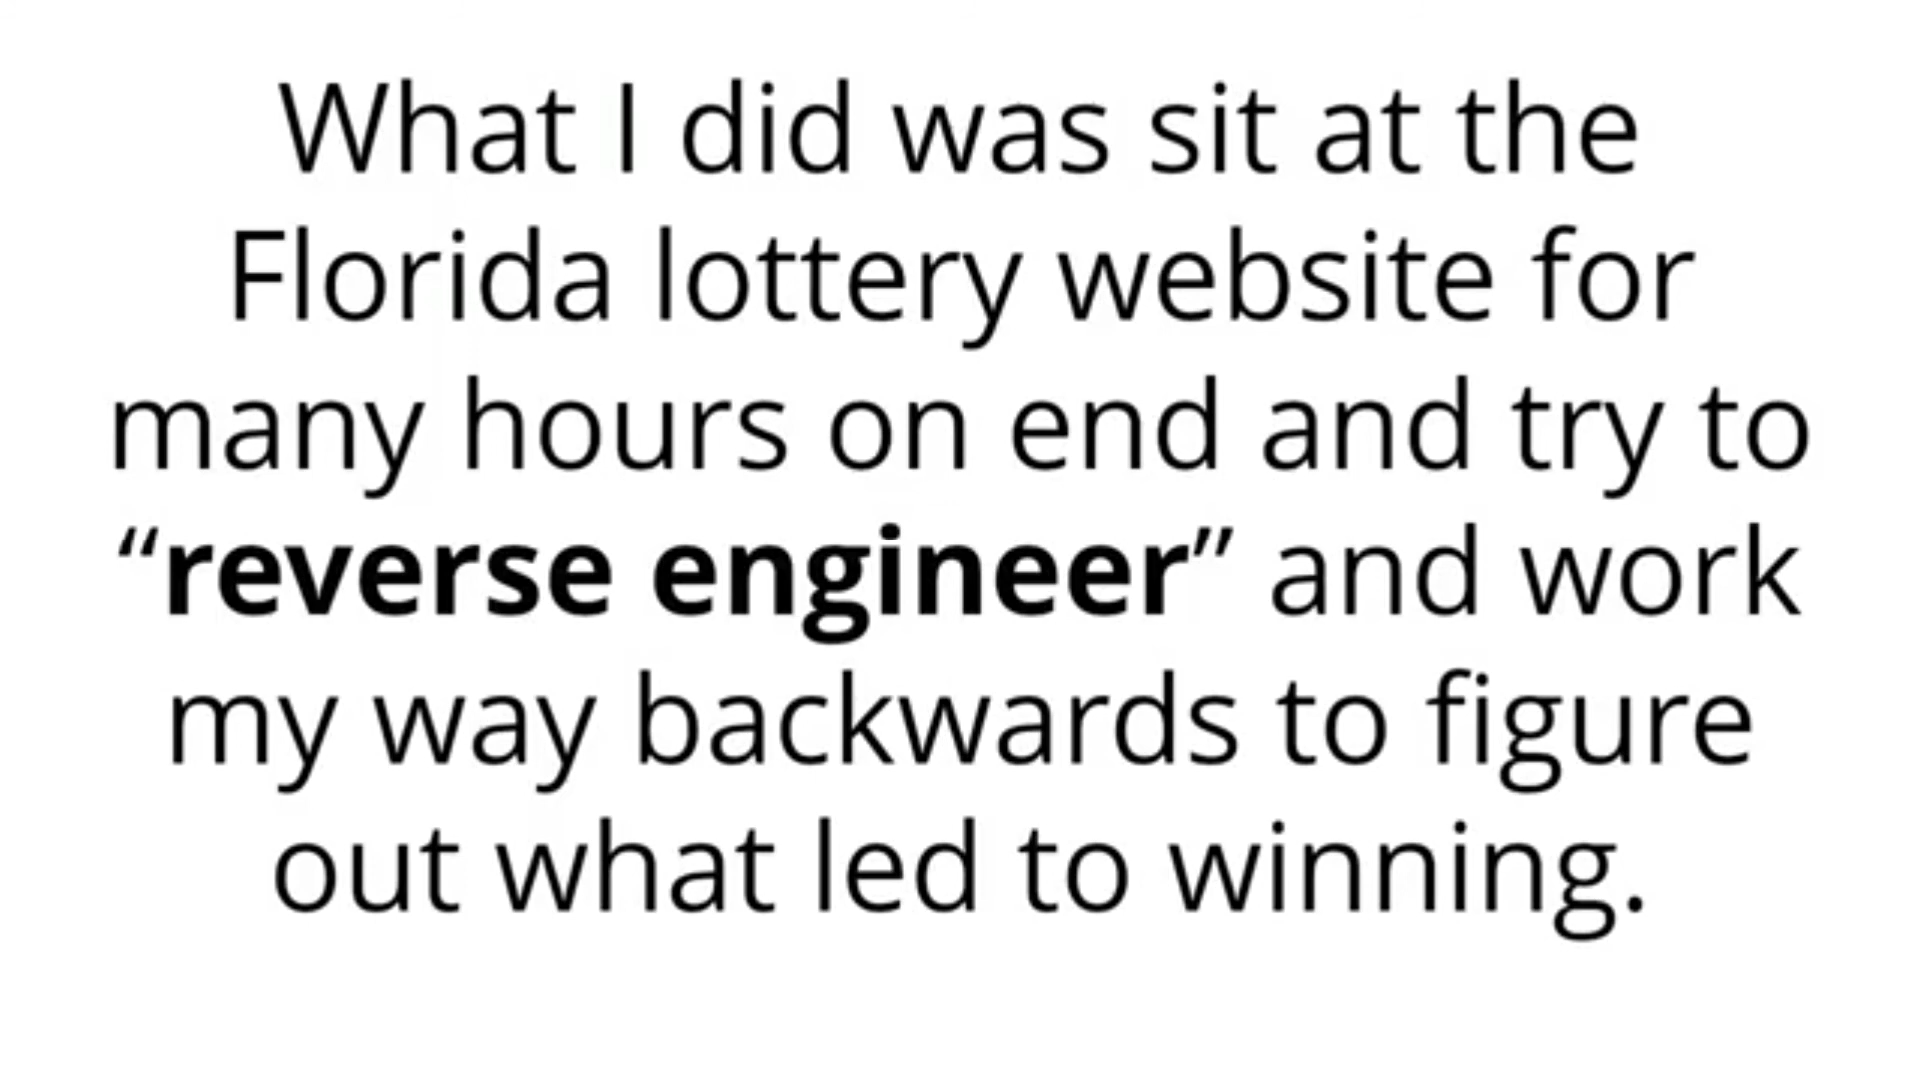 What I did was sit at the
Florida lottery website for
many hours on end and try to
“reverse engineer” and work
my way backwards to figure
out what led to winning.